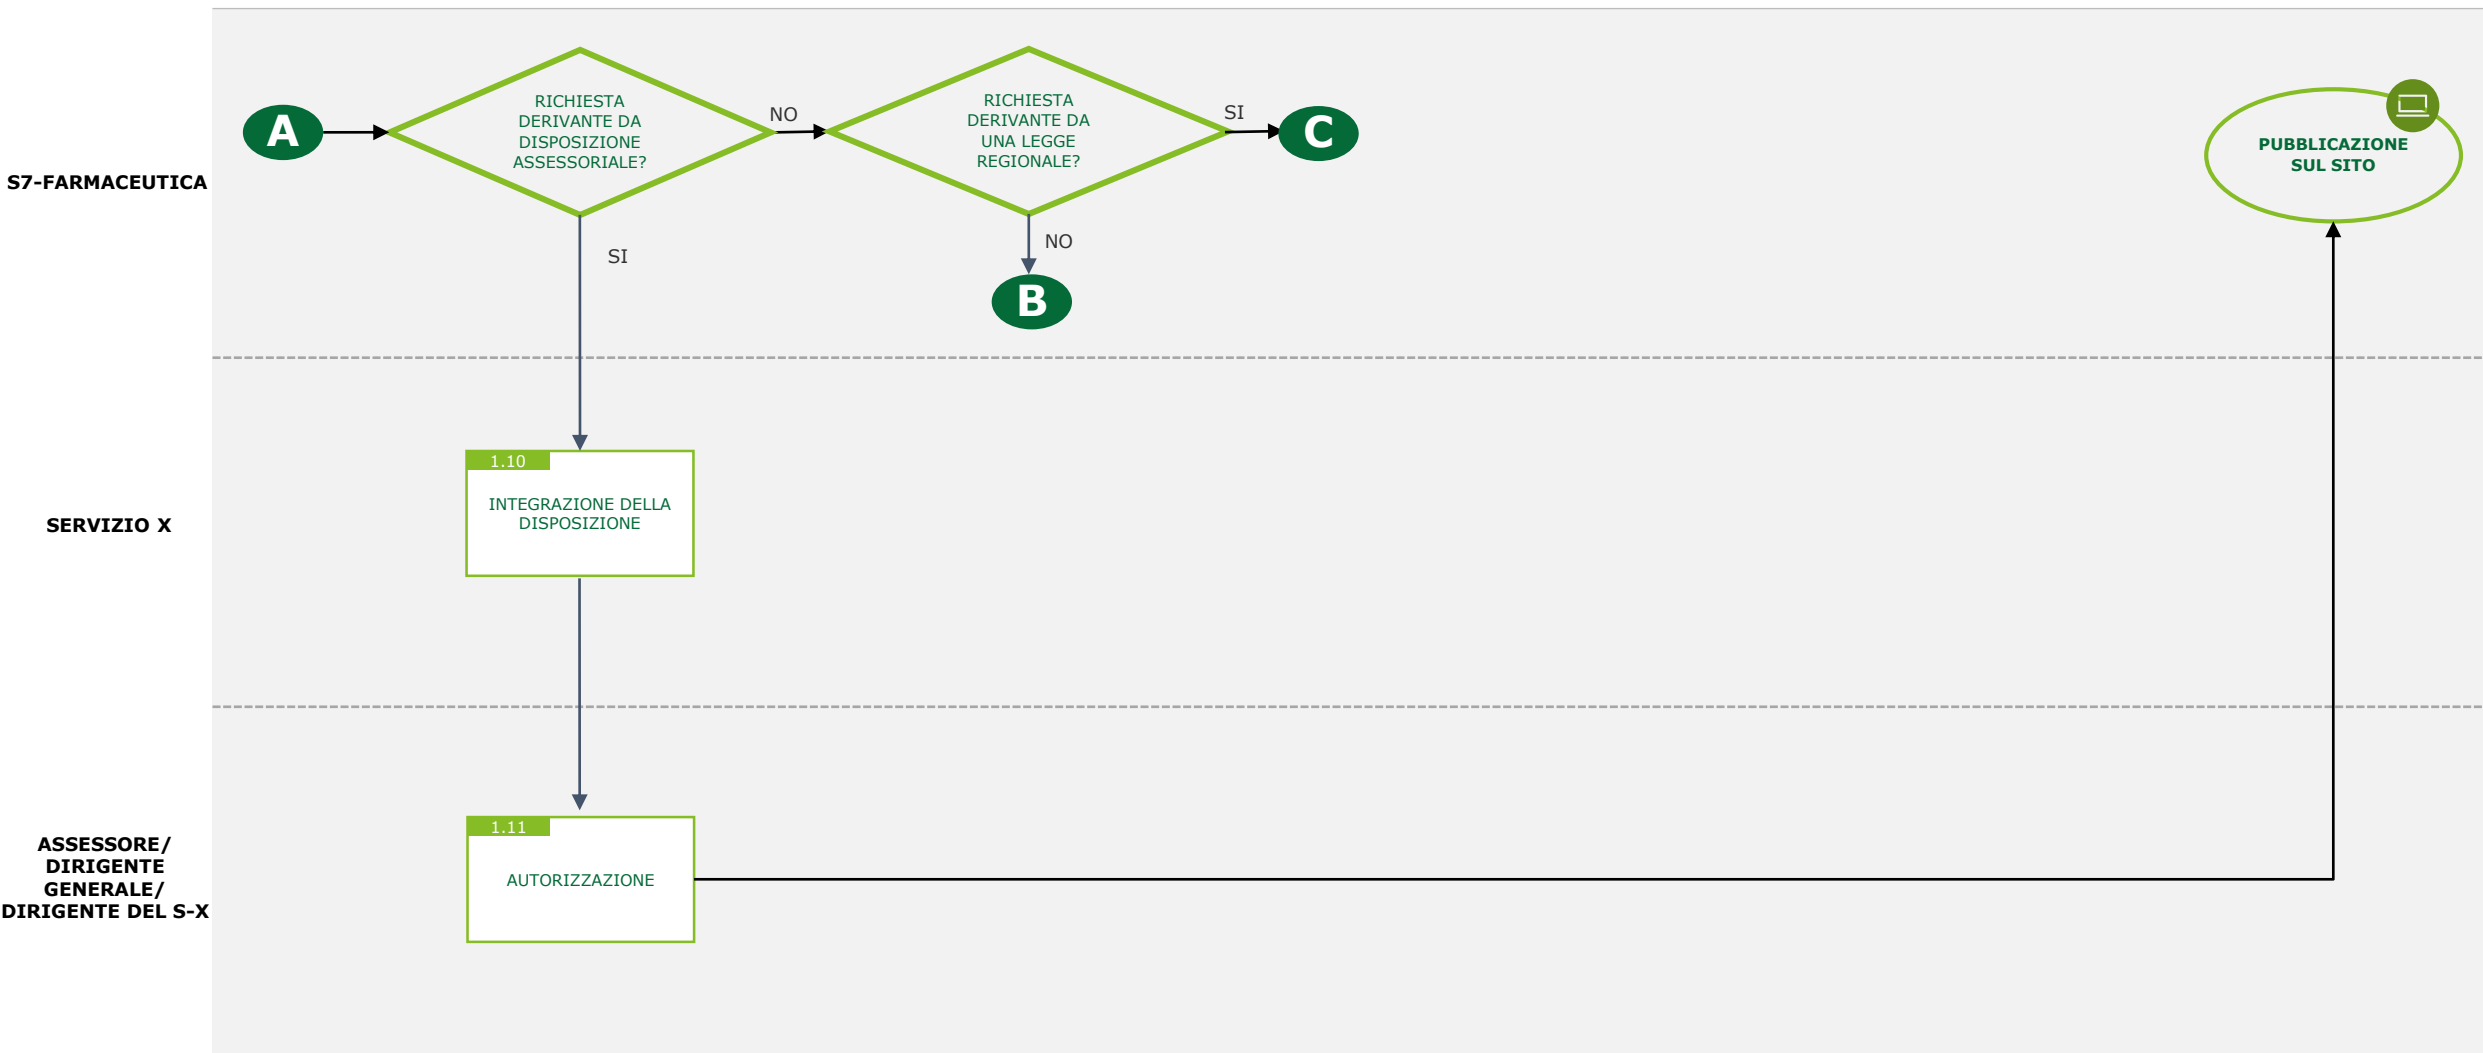 S7-FARMACEUTICA
A
RICHIESTA
DERIVANTE DA
DISPOSIZIONE
ASSESSORIALE?
NO
RICHIESTA
DERIVANTE DA
UNA LEGGE
REGIONALE?
SI
C
PUBBLICAZIONE
SUL SITO
SI
NO
B
SERVIZIO X
1.10
INTEGRAZIONE DELLA
DISPOSIZIONE
ASSESSORE/
DIRIGENTE
GENERALE/
DIRIGENTE DEL S-X
1.11
AUTORIZZAZIONE